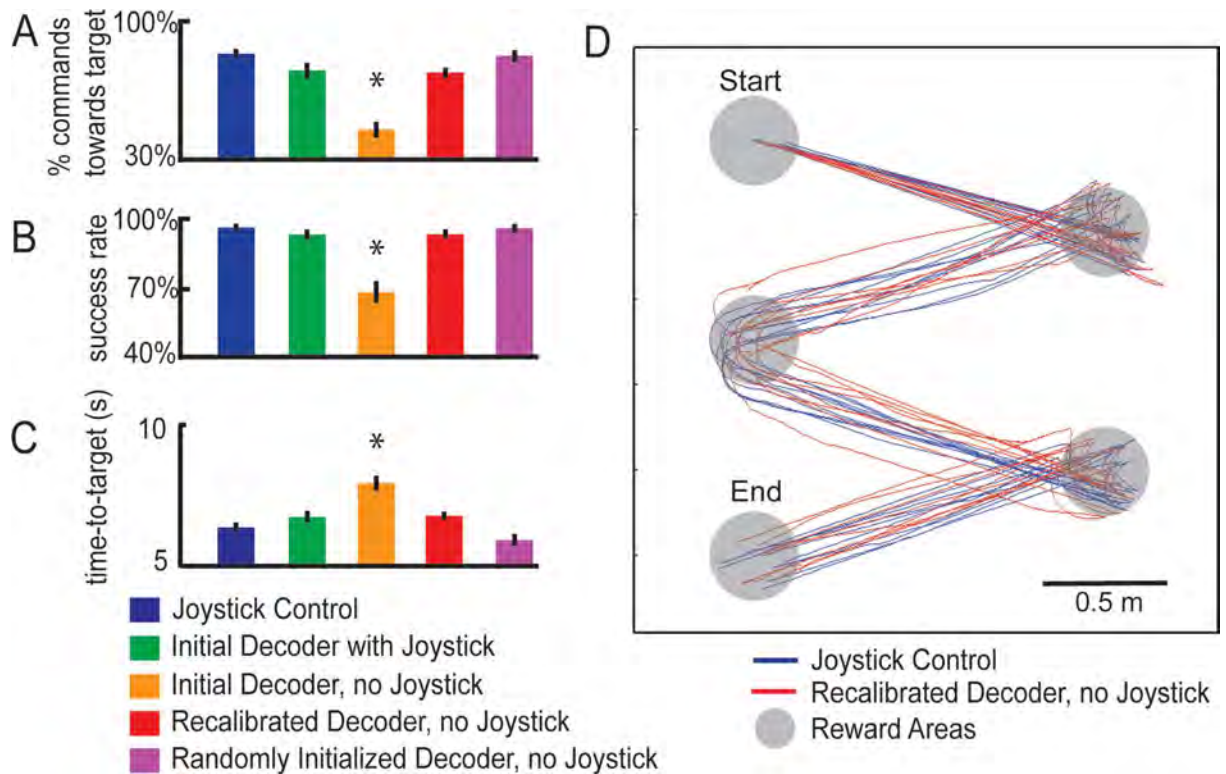 A
100%
% commands
towards target
30%
*
B
100%
success rate
70%
40%
*
C
10
time-to-target (s)
5
*
Joystick Control
Initial Decoder with Joystick
Initial Decoder, no Joystick
Recalibrated Decoder, no Joystick
Randomly Initialized Decoder, no Joystick
D
Start
End
0.5 m
Joystick Control
Recalibrated Decoder, no Joystick
Reward Areas